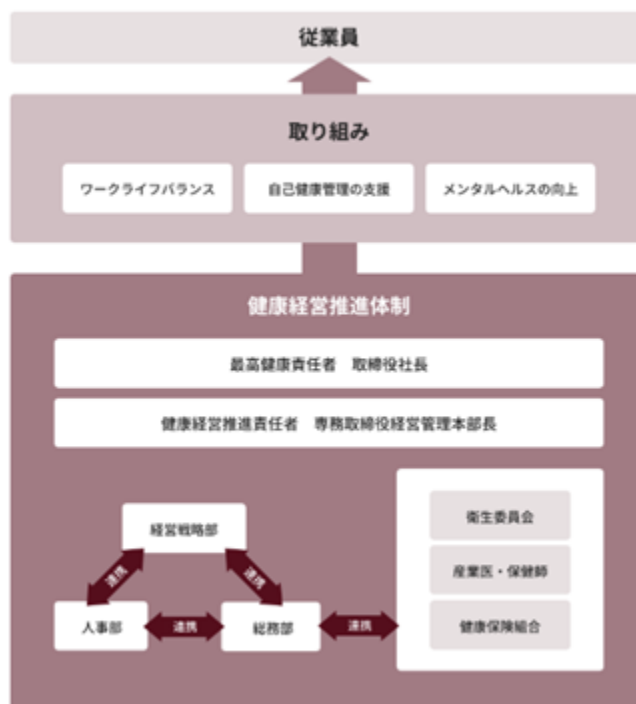 従業員
取り組み
ワークライフバランス
自己健康管理の支援
メンタルヘルスの向上
健康経営推進体制
最高健康責任者　取締役社長
健康経営推進責任者　専務取締役経営管理本部長
経営戦略部
連携
連携
人事部
連携
総務部
連携
衛生委員会
産業医・保健師
健康保険組合